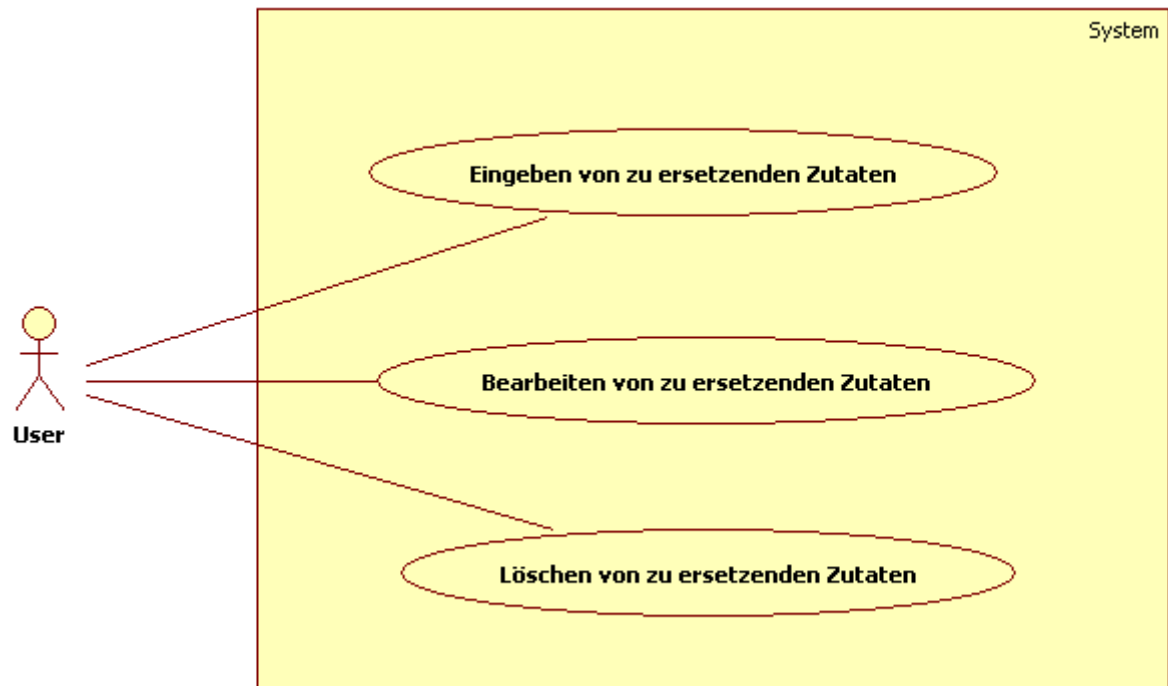 System
Eingeben von zu ersetzenden Zutaten
Bearbeiten von zu ersetzenden Zutaten
User
Löschen von zu ersetzenden Zutaten